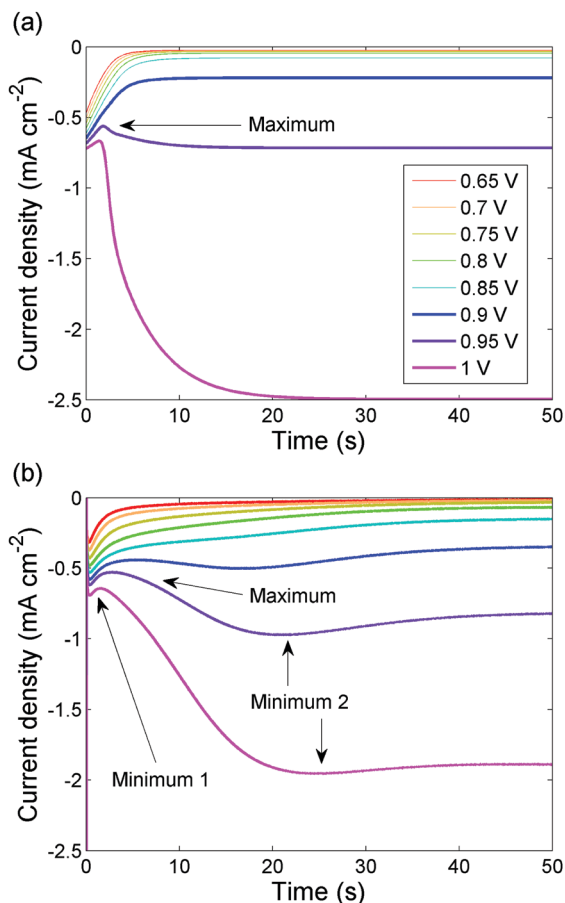 (a)
0
-0.5
-1
-1.5
-2
-2.5
Current density (mA cm⁻²)
Maximum
0.65 V
0.7 V
0.75 V
0.8 V
0.85 V
0.9 V
0.95 V
1 V
0 10 20 30 40 50
Time (s)
(b)
0
-0.5
-1
-1.5
-2
-2.5
Current density (mA cm⁻²)
Maximum
Minimum 2
Minimum 1
0 10 20 30 40 50
Time (s)